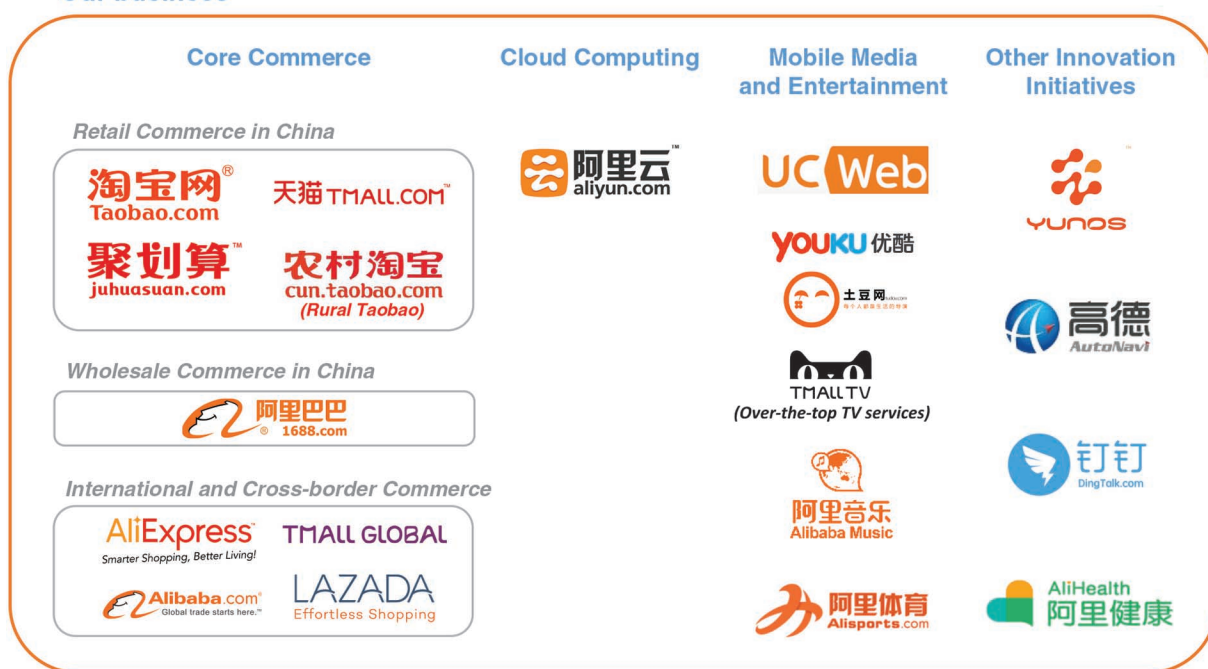 Core Commerce
Cloud Computing
Mobile Media
and Entertainment
Other Innovation
Initiatives
Retail Commerce in China
淘宝网®
Taobao.com
天猫 TMALL.COM™
聚划算™
juhuasuan.com
农村淘宝
cun.taobao.com
(Rural Taobao)
Wholesale Commerce in China
阿里巴巴
® 1688.com
International and Cross-border Commerce
AliExpress™
Smarter Shopping, Better Living!
TMALL GLOBAL
Alibaba.com®
Global trade starts here.™
LAZADA
Effortless Shopping
阿里云™
aliyun.com
UC Web
YOUKU 优酷
土豆网
TMALL TV
(Over-the-top TV services)
阿里音乐
Alibaba Music
阿里体育
Alisports.com
YUNOS
™
高德
AutoNavi
钉钉
DingTalk.com
AliHealth
阿里健康